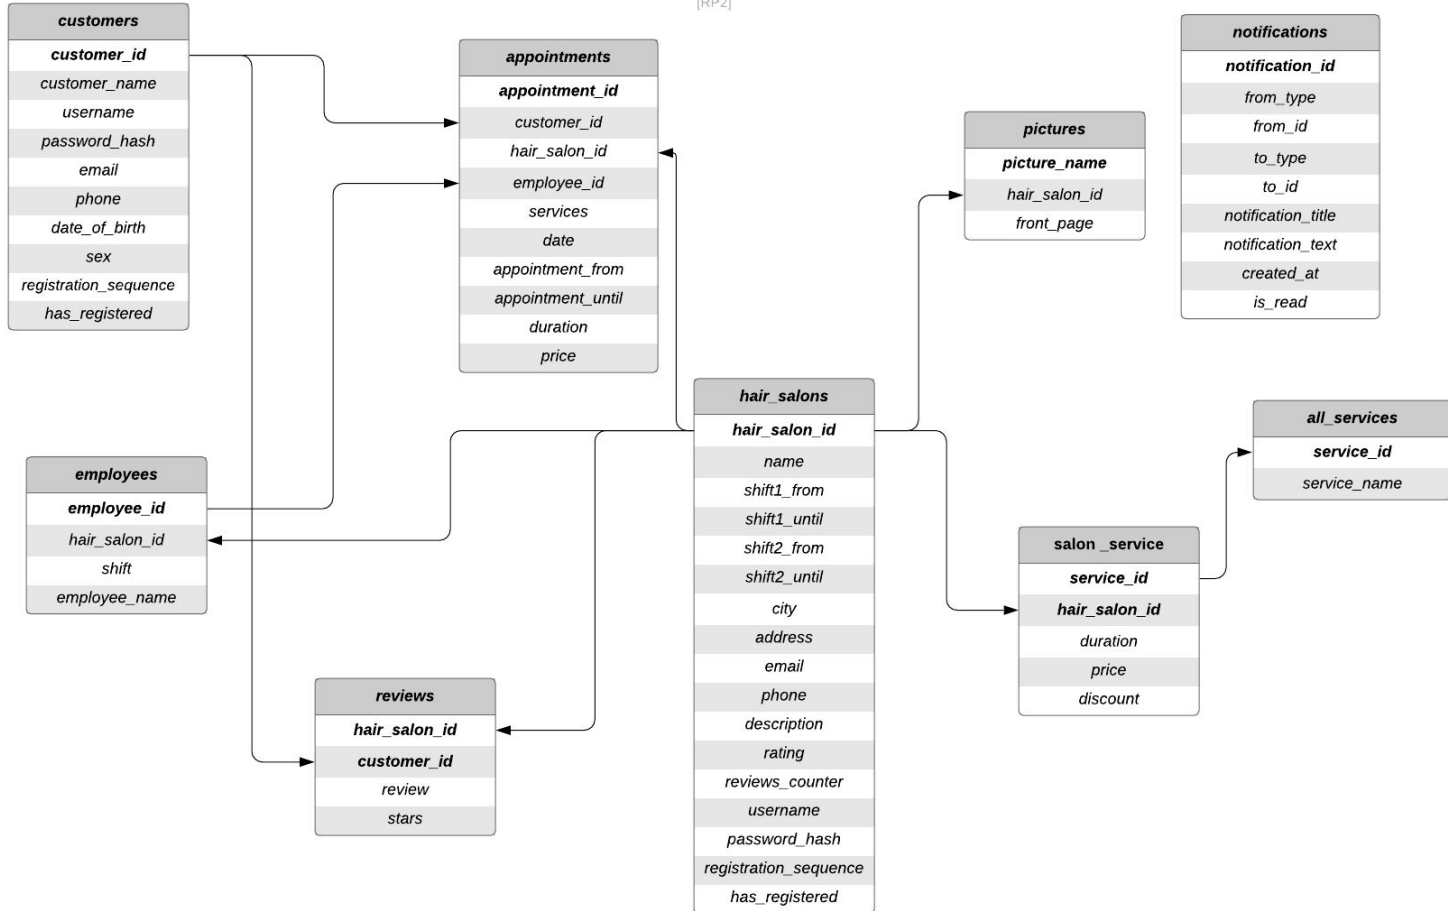 [RP2]
customers
customer_id
customer_name
username
password_hash
email
phone
date_of_birth
sex
registration_sequence
has_registered
appointments
appointment_id
customer_id
hair_salon_id
employee_id
services
date
appointment_from
appointment_until
duration
price
pictures
picture_name
hair_salon_id
front_page
notifications
notification_id
from_type
from_id
to_type
to_id
notification_title
notification_text
created_at
is_read
employees
employee_id
hair_salon_id
shift
employee_name
reviews
hair_salon_id
customer_id
review
stars
hair_salons
hair_salon_id
name
shift1_from
shift1_until
shift2_from
shift2_until
city
address
email
phone
description
rating
reviews_counter
username
password_hash
registration_sequence
has_registered
salon _service
service_id
hair_salon_id
duration
price
discount
all_services
service_id
service_name